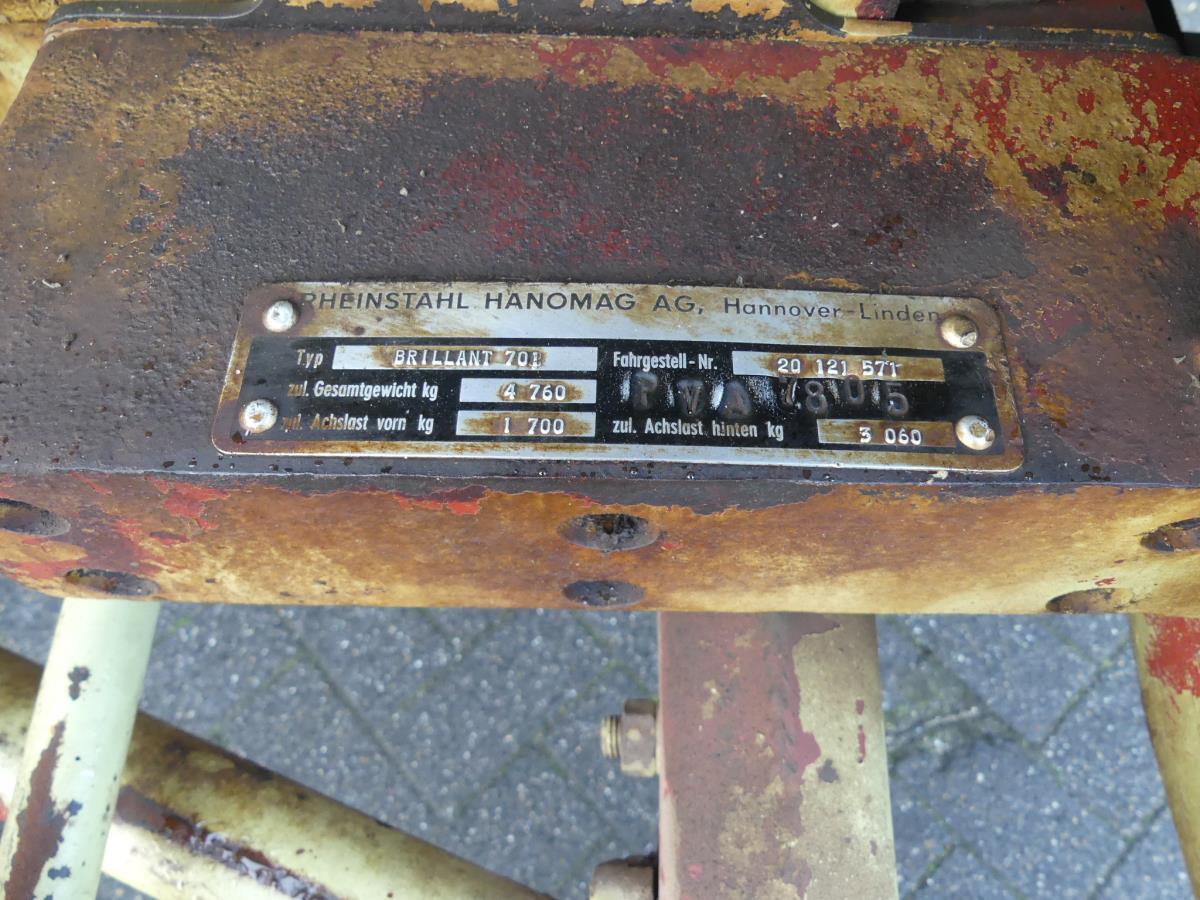 RHEINSTAHL HANOMAG AG, Hannover-Linden
Typ BRILLANT 701 Fahrgestell-Nr. 20 121 571
zul. Gesamtgewicht kg 4 760 PVA 7805
zul. Achslast vorn kg 1 700 zul. Achslast hinten kg 3 060